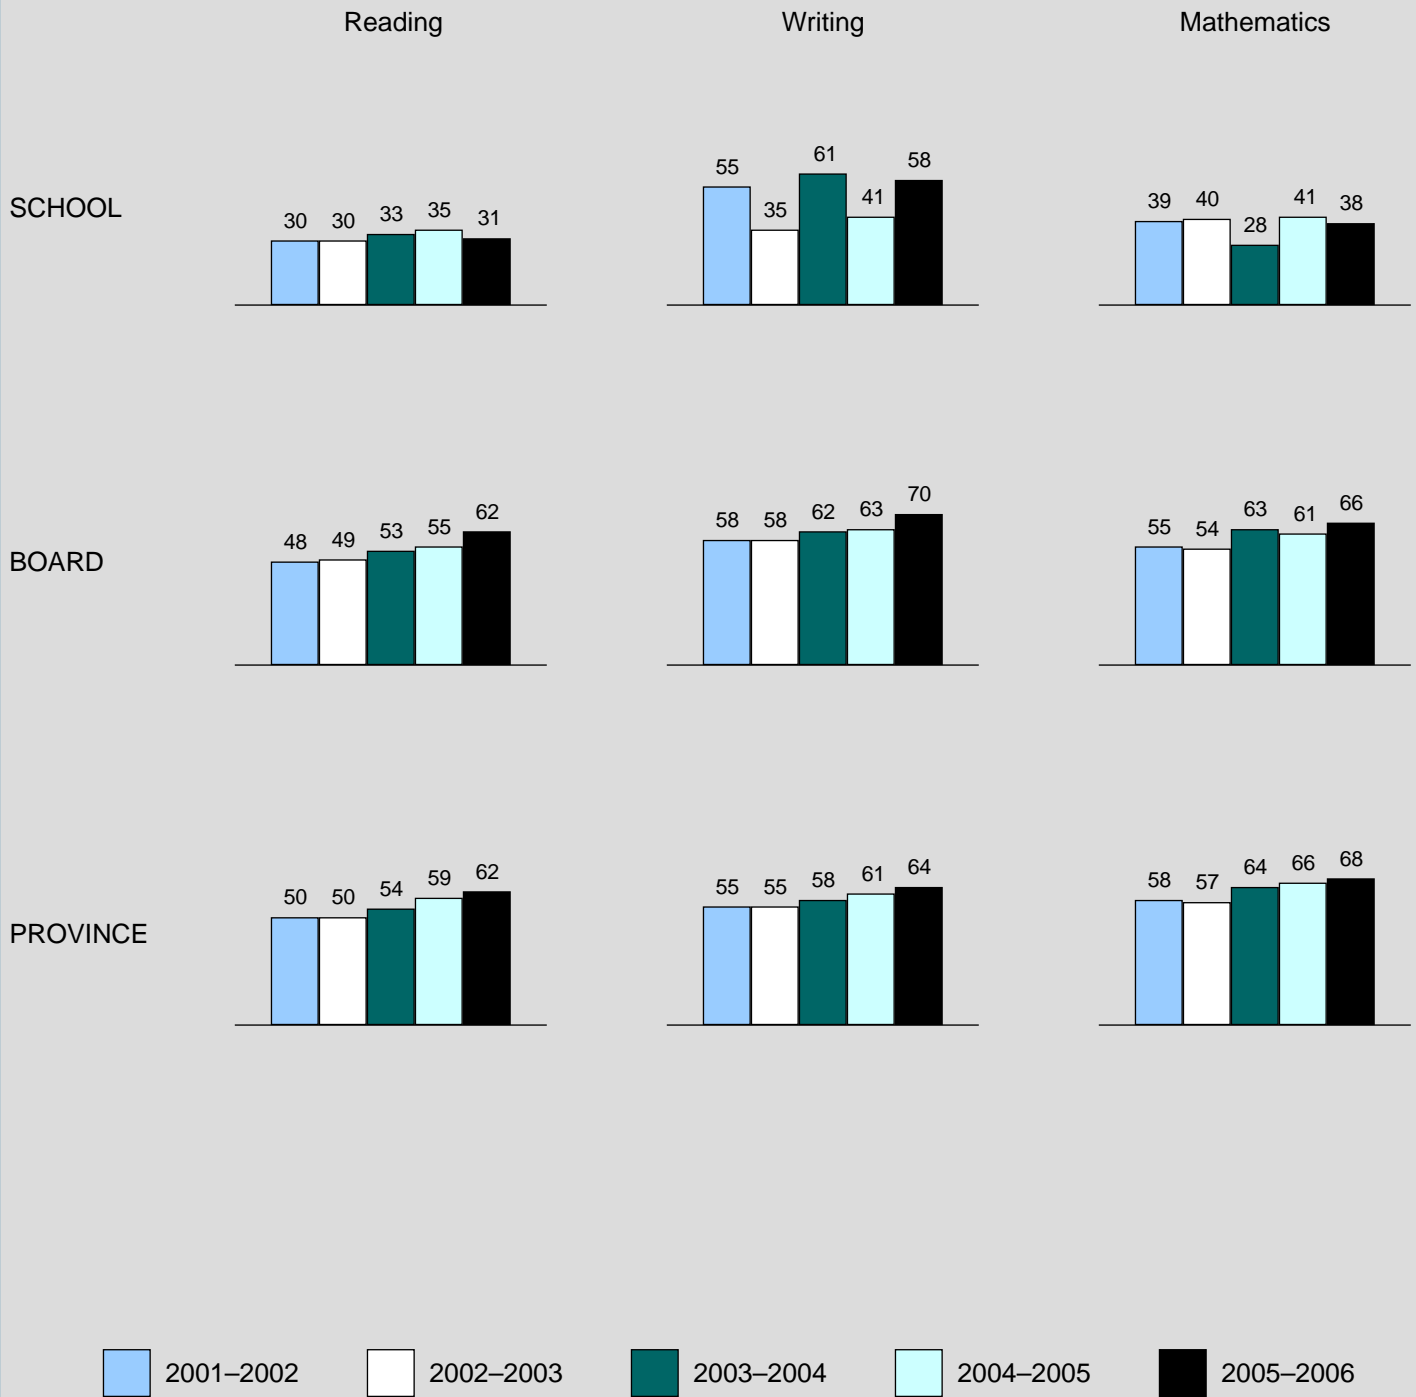 Reading Writing Mathematics
SCHOOL
30 30 33 35 31
55 35 61 41 58
39 40 28 41 38
BOARD
48 49 53 55 62
58 58 62 63 70
55 54 63 61 66
PROVINCE
50 50 54 59 62
55 55 58 61 64
58 57 64 66 68
2001–2002 2002–2003 2003–2004 2004–2005 2005–2006